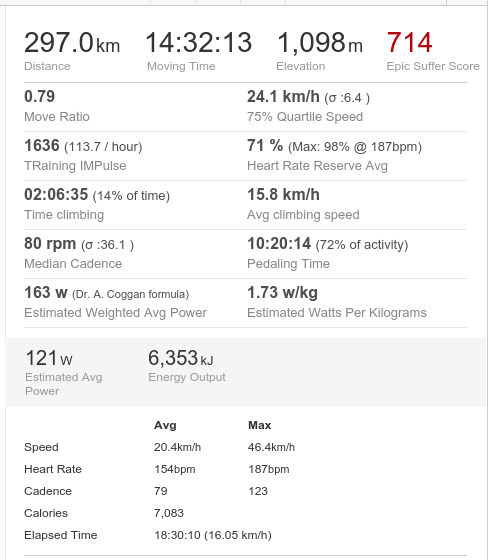 297.0km 14:32:13 1,098m 714
Distance Moving Time Elevation Epic Suffer Score
0.79 24.1 km/h (σ :6.4 )
Move Ratio 75% Quartile Speed
1636 (113.7 / hour) 71 % (Max: 98% @ 187bpm)
TRaining IMPulse Heart Rate Reserve Avg
02:06:35 (14% of time) 15.8 km/h
Time climbing Avg climbing speed
80 rpm (σ :36.1 ) 10:20:14 (72% of activity)
Median Cadence Pedaling Time
163 w (Dr. A. Coggan formula) 1.73 w/kg
Estimated Weighted Avg Power Estimated Watts Per Kilograms
121W 6,353kJ
Estimated Avg Energy Output
Power
Avg Max
Speed 20.4km/h 46.4km/h
Heart Rate 154bpm 187bpm
Cadence 79 123
Calories 7,083
Elapsed Time 18:30:10 (16.05 km/h)